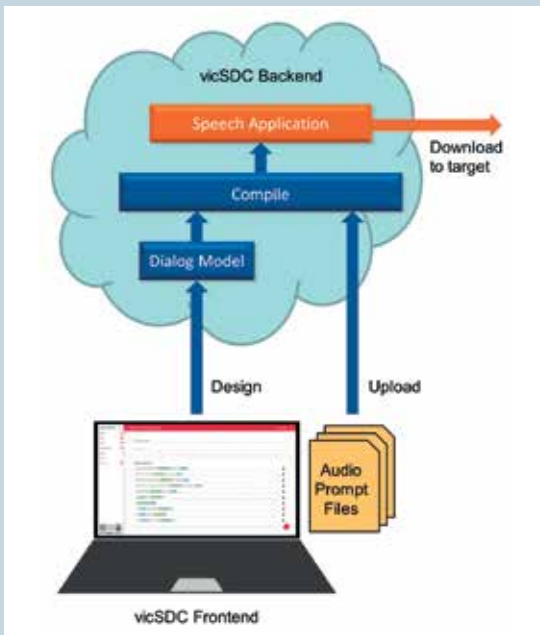 vicSDC Backend
Speech Application
Download
to target
Compile
Dialog Model
Design
Upload
Audio
Prompt
Files
vicSDC Frontend